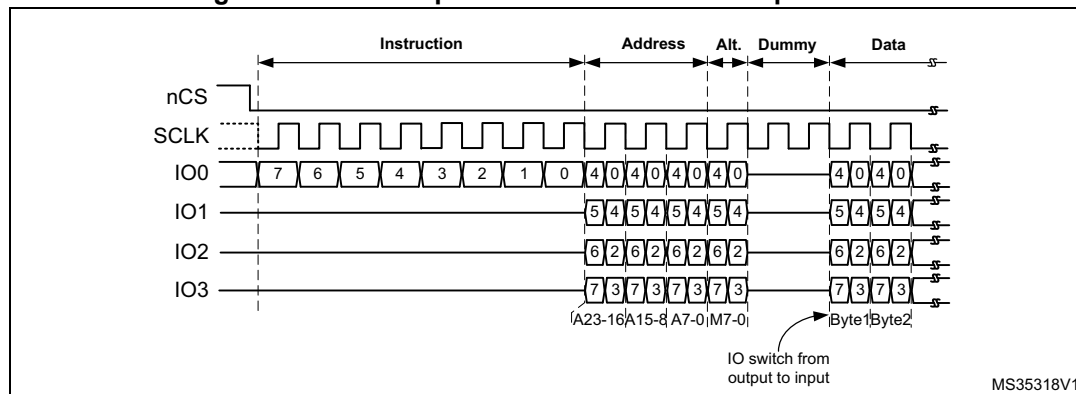 Instruction Address Alt. Dummy Data
nCS
SCLK
IO0 7 6 5 4 3 2 1 0 4 0 4 0 4 0 4 0 4 0 4 0
IO1 5 4 5 4 5 4 5 4 5 4 5 4
IO2 6 2 6 2 6 2 6 2 6 2 6 2
IO3 7 3 7 3 7 3 7 3 7 3 7 3
A23-16 A15-8 A7-0 M7-0 Byte1 Byte2
IO switch from
output to input
MS35318V1